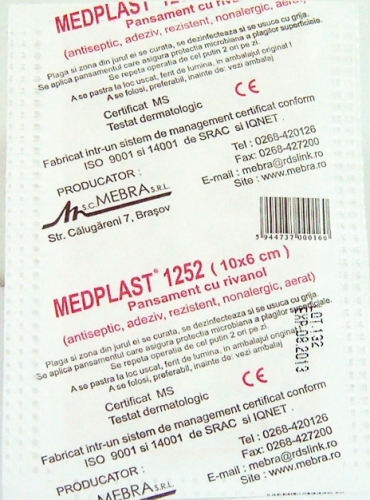 MEDPLAST 1252
Pansament cu rivanol
(antiseptic, adeziv, rezistent, nonalergic, aerat)
Plaga si zona din jurul ei se curata, se dezinfecteaza si se usuca cu grija.
Se aplica pansamentul care asigura protectia microbiana a plagilor superficiale.
Se repeta operatia de cel putin 2 ori pe zi.
A se pastra la loc uscat, ferit de lumina, in ambalajul original !
A se folosi, preferabil, inainte de: vezi ambalaj
CE
Certificat MS
Testat dermatologic
Fabricat intr-un sistem de management certificat conform
ISO 9001 si 14001 de SRAC si IQNET .
PRODUCATOR :
S.C. MEBRA S.R.L.
Str. Călugăreni 7, Braşov
Tel : 0268-420126
Fax: 0268-427200
E-mail : mebra@rdslink.ro
Site : www.mebra.ro
5 944737 000160
MEDPLAST® 1252 ( 10x6 cm )
Pansament cu rivanol
(antiseptic, adeziv, rezistent, nonalergic, aerat)
Plaga si zona din jurul ei se curata, se dezinfecteaza si se usuca cu grija.
Se aplica pansamentul care asigura protectia microbiana a plagilor superficiale.
Se repeta operatia de cel putin 2 ori pe zi.
A se pastra la loc uscat, ferit de lumina, in ambalajul original !
A se folosi, preferabil, inainte de: vezi ambalaj
LOT 132
EXP.08.2013
CE
Certificat MS
Testat dermatologic
Fabricat intr-un sistem de management certificat conform
ISO 9001 si 14001 de SRAC si IQNET .
PRODUCATOR :
S.C. MEBRA S.R.L.
Tel : 0268-420126
Fax: 0268-427200
E-mail : mebra@rdslink.ro
Site : www.mebra.ro